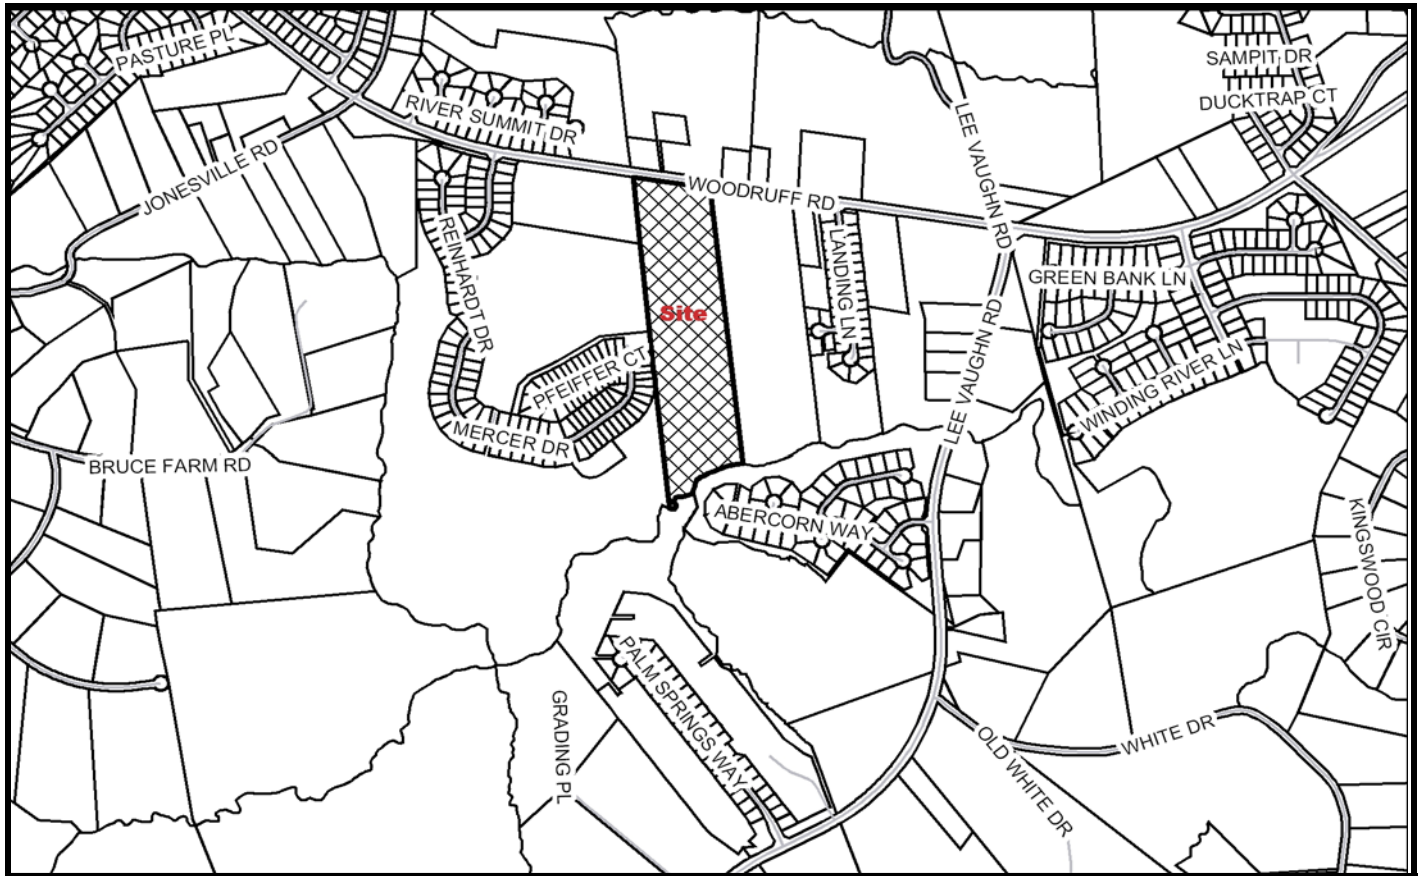 PASTURE PL
SAMPIT DR
DUCKTRAP CT
RIVER SUMMIT DR
LEE VAUGHN RD
JONESVILLE RD
WOODRUFF RD
REINHARDT DR
LANDING LN
GREEN BANK LN
Site
LEE VAUGHN RD
PFEIFFER CT
WINDING RIVER LN
MERCER DR
BRUCE FARM RD
ABERCORN WAY
KINGSWOOD CIR
PALM SPRINGS WAY
GRADING PL
WHITE DR
OLD WHITE DR